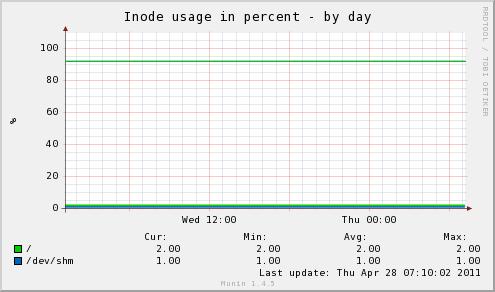 Inode usage in percent - by day
RRDTOOL / TOBI OETIKER
%
100
80
60
40
20
0
Wed 12:00 Thu 00:00
Cur: Min: Avg: Max:
/ 2.00 2.00 2.00 2.00
/dev/shm 1.00 1.00 1.00 1.00
Last update: Thu Apr 28 07:10:02 2011
Munin 1.4.5